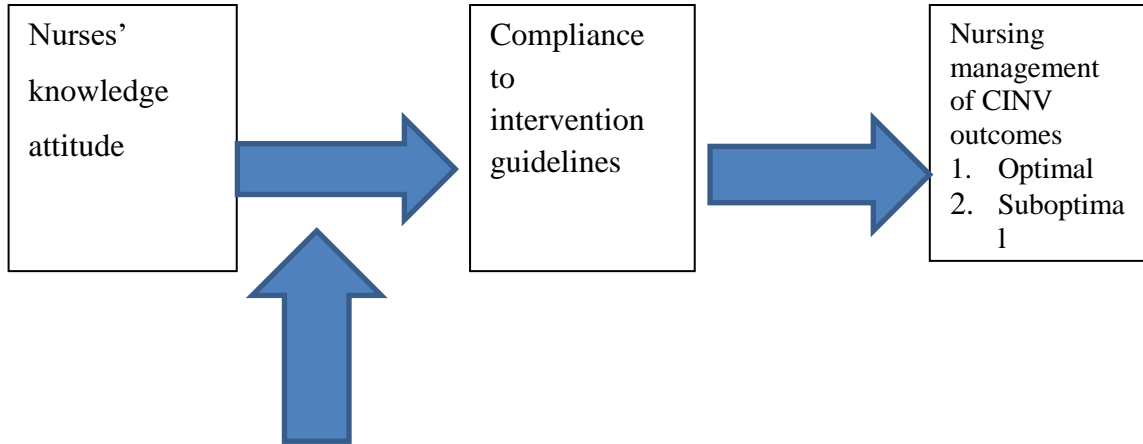 Nurses’
knowledge
attitude
Compliance
to
intervention
guidelines
Nursing
management
of CINV
outcomes
1. Optimal
2. Suboptima
l